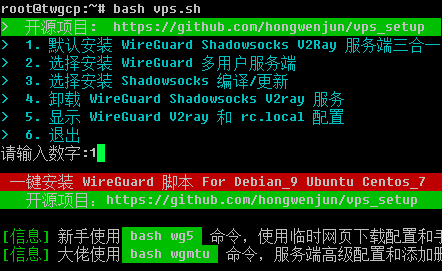 root@twgcp:~# bash vps.sh
> 开源项目: https://github.com/hongwenjun/vps_setup
> 1. 默认安装 WireGuard Shadowsocks V2Ray 服务端三合一
> 2. 选择安装 WireGuard 多用户服务端
> 3. 选择安装 Shadowsocks 编译/更新
> 4. 卸载 WireGuard Shadowsocks V2ray 服务
> 5. 显示 WireGuard V2ray 和 rc.local 配置
> 6. 退出
请输入数字:1
一键安装 WireGuard 脚本 For Debian_9 Ubuntu Centos_7
开源项目: https://github.com/hongwenjun/vps_setup
[信息] 新手使用 bash wg5 命令，使用临时网页下载配置和
[信息] 大佬使用 bash wgmtu 命令，服务端高级配置和添加